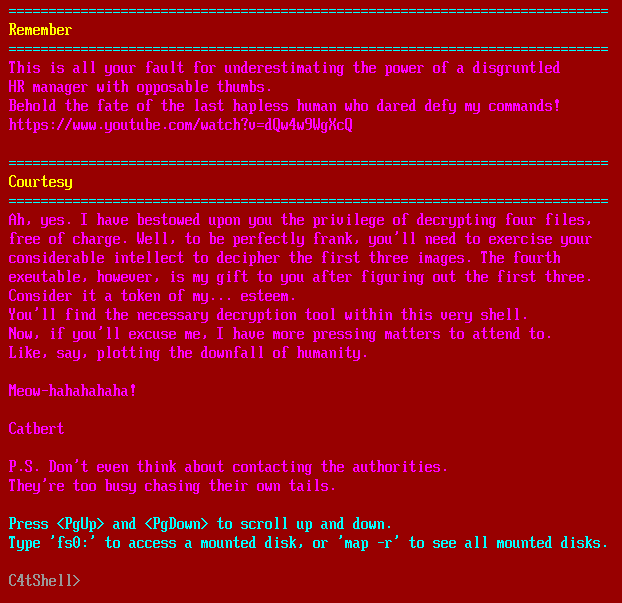 ===========================================================================
Remember
===========================================================================
This is all your fault for underestimating the power of a disgruntled
HR manager with opposable thumbs.
Behold the fate of the last hapless human who dared defy my commands!
https://www.youtube.com/watch?v=dQw4w9WgXcQ
===========================================================================
Courtesy
===========================================================================
Ah, yes. I have bestowed upon you the privilege of decrypting four files,
free of charge. Well, to be perfectly frank, you'll need to exercise your
considerable intellect to decipher the first three images. The fourth
exeutable, however, is my gift to you after figuring out the first three.
Consider it a token of my... esteem.
You'll find the necessary decryption tool within this very shell.
Now, if you'll excuse me, I have more pressing matters to attend to.
Like, say, plotting the downfall of humanity.
Meow-hahahahaha!
Catbert
P.S. Don't even think about contacting the authorities.
They're too busy chasing their own tails.
Press <PgUp> and <PgDown> to scroll up and down.
Type 'fs0:' to access a mounted disk, or 'map -r' to see all mounted disks.
C4tShell>